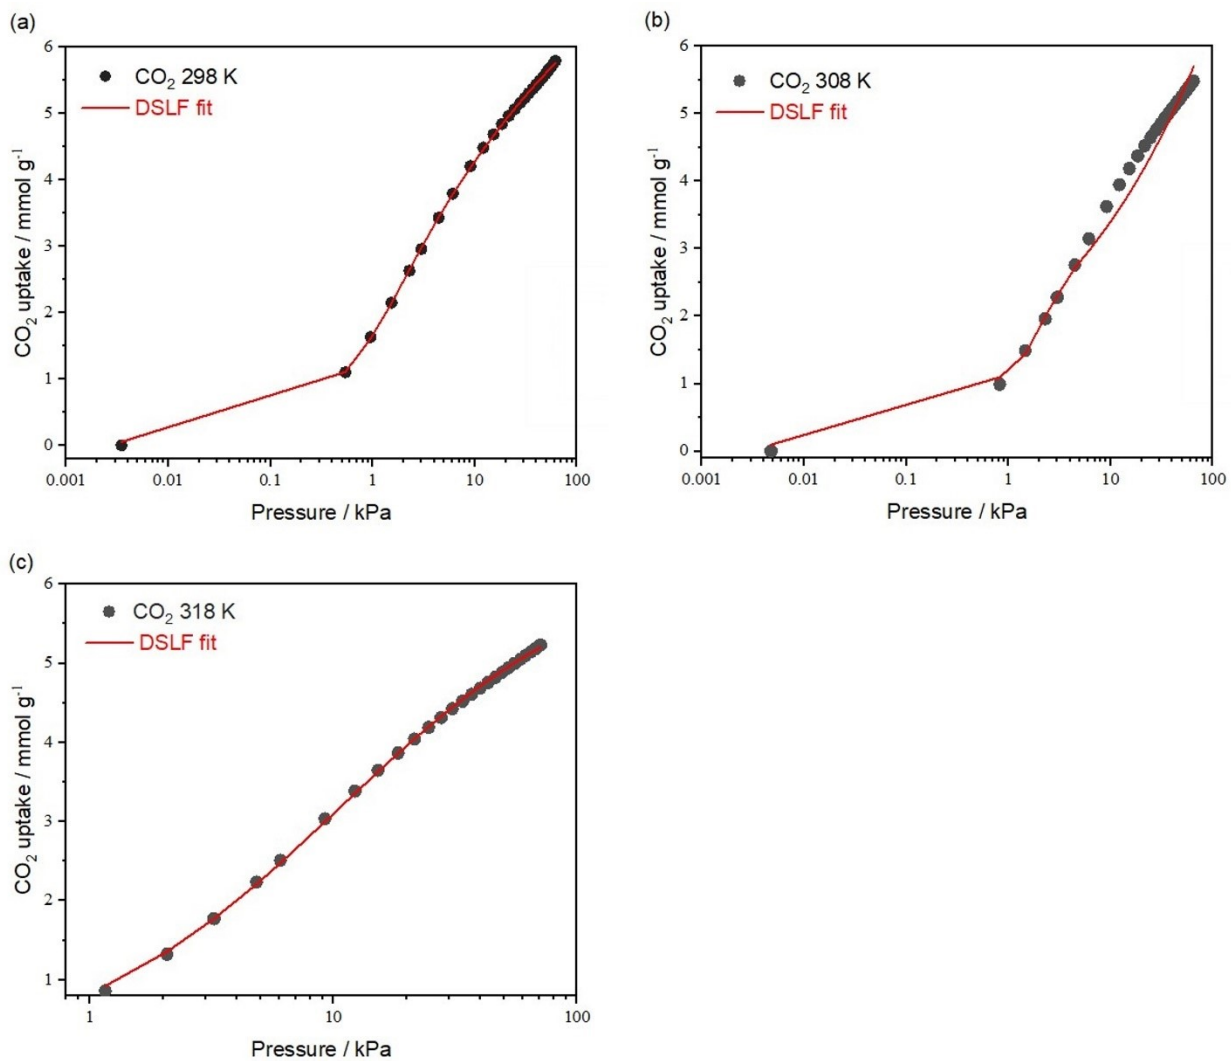 (a)
CO₂ 298 K
DSLF fit
CO₂ uptake / mmol g⁻¹
6
5
4
3
2
1
0
0.001 0.01 0.1 1 10 100
Pressure / kPa
(b)
CO₂ 308 K
DSLF fit
CO₂ uptake / mmol g⁻¹
6
5
4
3
2
1
0
0.001 0.01 0.1 1 10 100
Pressure / kPa
(c)
CO₂ 318 K
DSLF fit
CO₂ uptake / mmol g⁻¹
6
5
4
3
2
1
1 10 100
Pressure / kPa